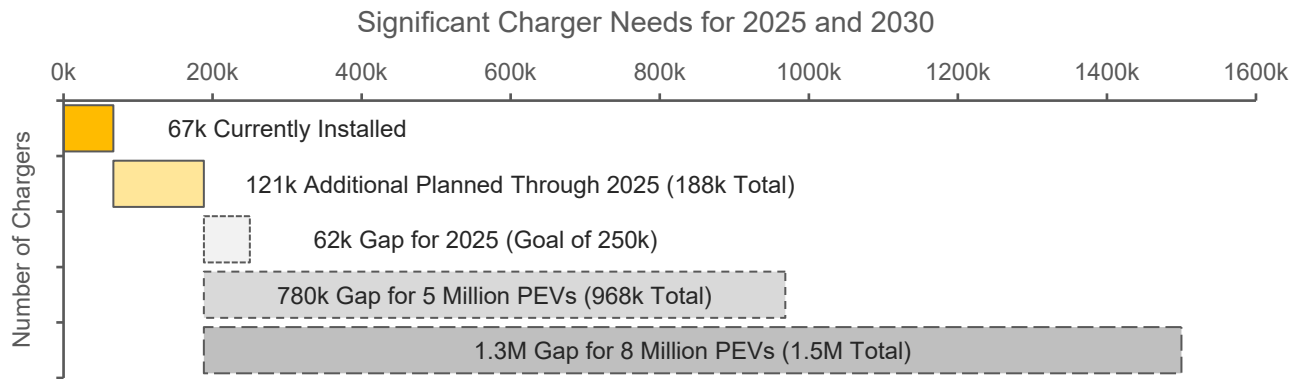 Significant Charger Needs for 2025 and 2030
0k 200k 400k 600k 800k 1000k 1200k 1400k 1600k
Number of Chargers
67k Currently Installed
121k Additional Planned Through 2025 (188k Total)
62k Gap for 2025 (Goal of 250k)
780k Gap for 5 Million PEVs (968k Total)
1.3M Gap for 8 Million PEVs (1.5M Total)